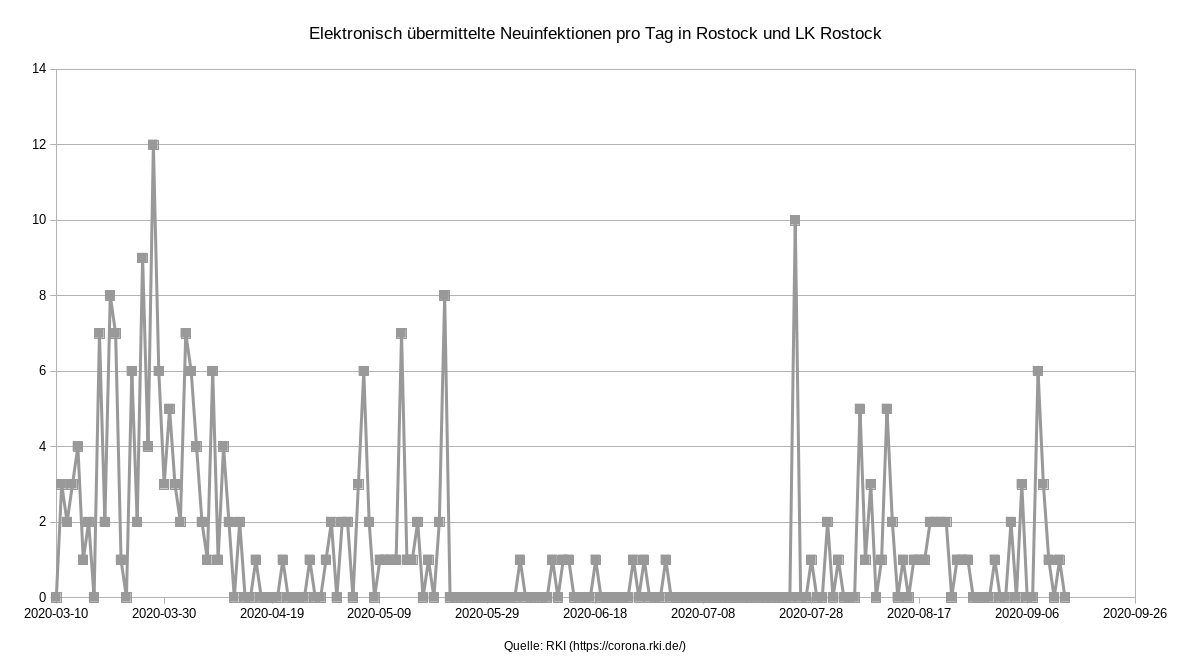 Elektronisch übermittelte Neuinfektionen pro Tag in Rostock und LK Rostock
14
12
10
8
6
4
2
0
2020-03-10 2020-03-30 2020-04-19 2020-05-09 2020-05-29 2020-06-18 2020-07-08 2020-07-28 2020-08-17 2020-09-06 2020-09-26
Quelle: RKI (https://corona.rki.de/)